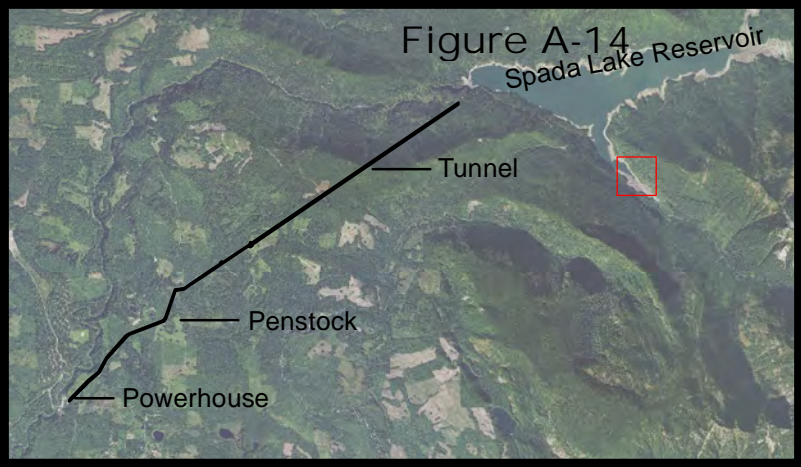 Figure A-14
Spada Lake Reservoir
Tunnel
Penstock
Powerhouse